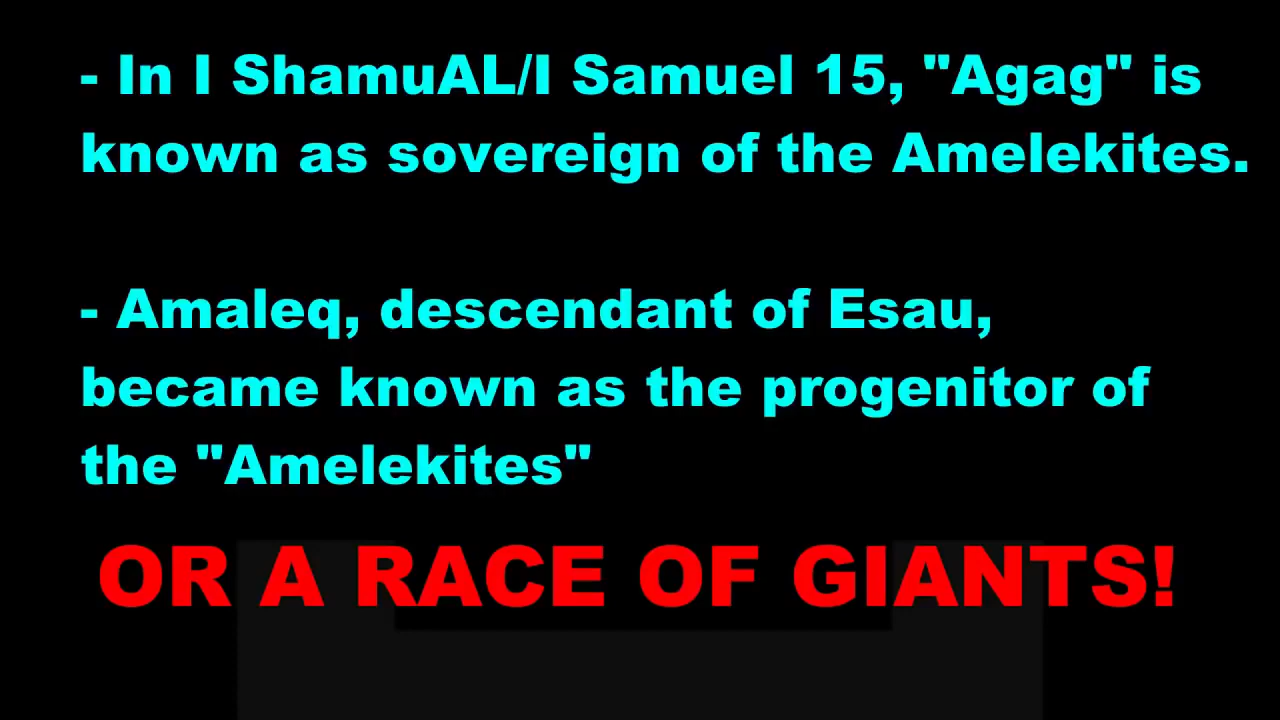 - In I ShamuAL/I Samuel 15, "Agag" is
known as sovereign of the Amelekites.
- Amaleq, descendant of Esau,
became known as the progenitor of
the "Amelekites"
OR A RACE OF GIANTS!